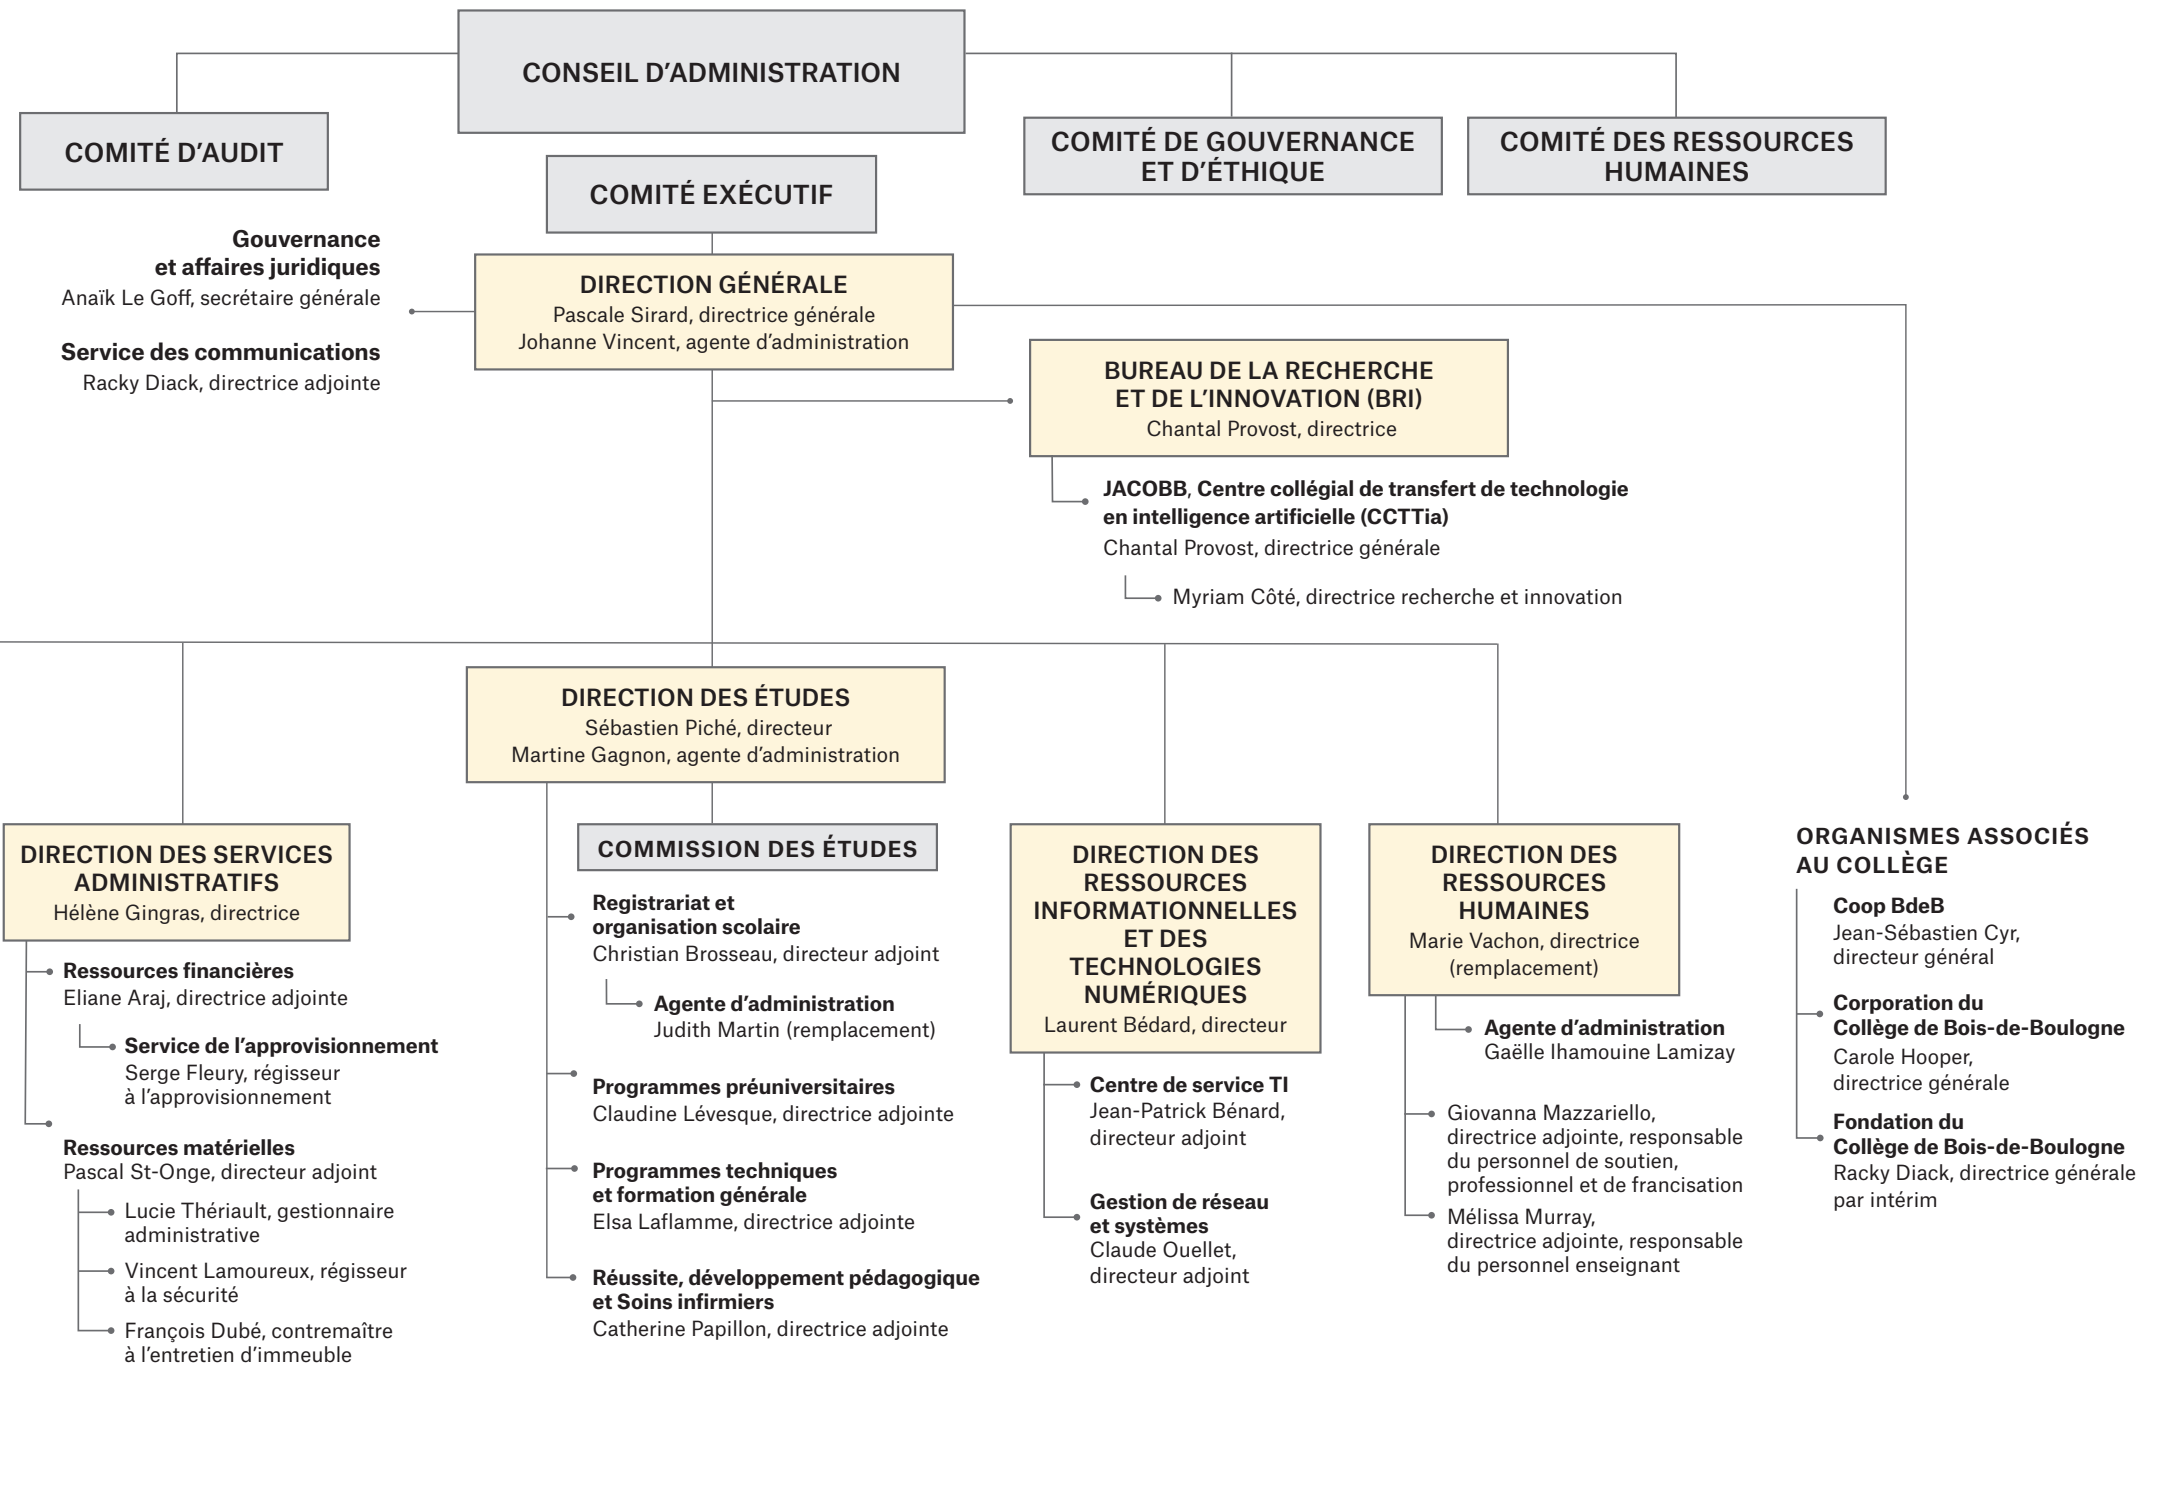 CONSEIL D’ADMINISTRATION
COMITÉ D’AUDIT
COMITÉ DE GOUVERNANCE
ET D’ÉTHIQUE
COMITÉ DES RESSOURCES
HUMAINES
COMITÉ EXÉCUTIF
Gouvernance
et affaires juridiques
Anaïk Le Goff, secrétaire générale
Service des communications
Racky Diack, directrice adjointe
DIRECTION GÉNÉRALE
Pascale Sirard, directrice générale
Johanne Vincent, agente d’administration
BUREAU DE LA RECHERCHE
ET DE L’INNOVATION (BRI)
Chantal Provost, directrice
JACOBB, Centre collégial de transfert de technologie
en intelligence artificielle (CCTTia)
Chantal Provost, directrice générale
Myriam Côté, directrice recherche et innovation
DIRECTION DES ÉTUDES
Sébastien Piché, directeur
Martine Gagnon, agente d’administration
DIRECTION DES SERVICES
ADMINISTRATIFS
Hélène Gingras, directrice
Ressources financières
Eliane Araj, directrice adjointe
Service de l’approvisionnement
Serge Fleury, régisseur
à l’approvisionnement
Ressources matérielles
Pascal St-Onge, directeur adjoint
Lucie Thériault, gestionnaire
administrative
Vincent Lamoureux, régisseur
à la sécurité
François Dubé, contremaître
à l’entretien d’immeuble
COMMISSION DES ÉTUDES
Registrariat et
organisation scolaire
Christian Brosseau, directeur adjoint
Agente d’administration
Judith Martin (remplacement)
Programmes préuniversitaires
Claudine Lévesque, directrice adjointe
Programmes techniques
et formation générale
Elsa Laflamme, directrice adjointe
Réussite, développement pédagogique
et Soins infirmiers
Catherine Papillon, directrice adjointe
DIRECTION DES
RESSOURCES
INFORMATIONNELLES
ET DES
TECHNOLOGIES
NUMÉRIQUES
Laurent Bédard, directeur
Centre de service TI
Jean-Patrick Bénard,
directeur adjoint
Gestion de réseau
et systèmes
Claude Ouellet,
directeur adjoint
DIRECTION DES
RESSOURCES
HUMAINES
Marie Vachon, directrice
(remplacement)
Agente d’administration
Gaëlle Ihamouine Lamizay
Giovanna Mazzariello,
directrice adjointe, responsable
du personnel de soutien,
professionnel et de francisation
Mélissa Murray,
directrice adjointe, responsable
du personnel enseignant
ORGANISMES ASSOCIÉS
AU COLLÈGE
Coop BdeB
Jean-Sébastien Cyr,
directeur général
Corporation du
Collège de Bois-de-Boulogne
Carole Hooper,
directrice générale
Fondation du
Collège de Bois-de-Boulogne
Racky Diack, directrice générale
par intérim